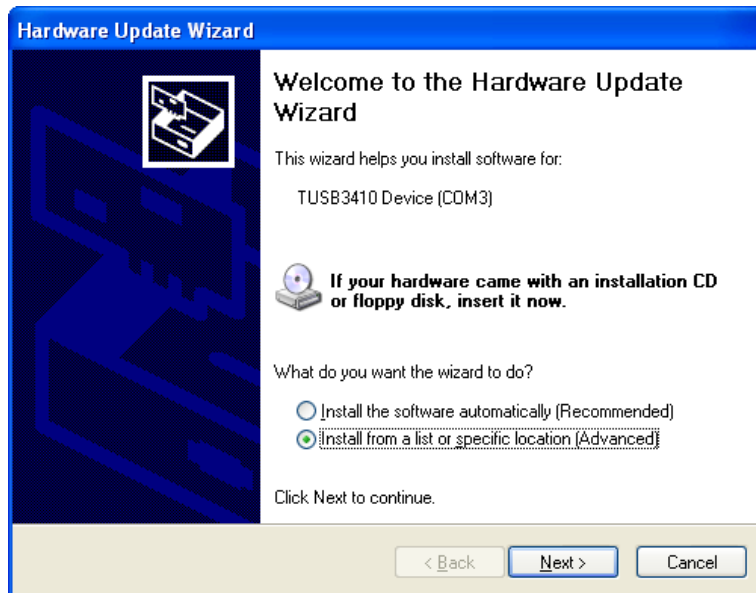 Hardware Update Wizard
Welcome to the Hardware Update
Wizard
This wizard helps you install software for:
TUSB3410 Device (COM3)
If your hardware came with an installation CD
or floppy disk, insert it now.
What do you want the wizard to do?
Install the software automatically (Recommended)
Install from a list or specific location (Advanced)
Click Next to continue.
< Back Next > Cancel